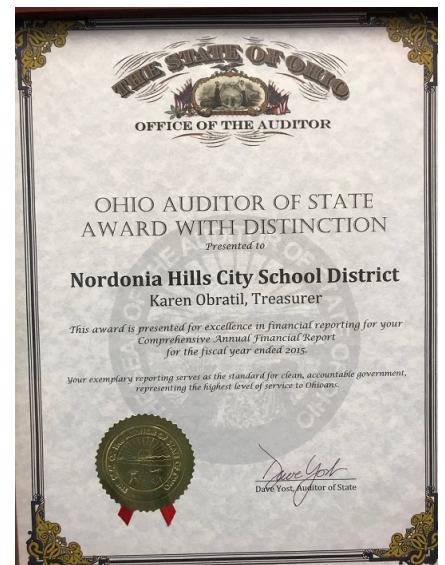 THE STATE OF OHIO
OFFICE OF THE AUDITOR
OHIO AUDITOR OF STATE
AWARD WITH DISTINCTION
Presented to
Nordonia Hills City School District
Karen Obratil, Treasurer
This award is presented for excellence in financial reporting for your
Comprehensive Annual Financial Report
for the fiscal year ended 2015.
Your exemplary reporting serves as the standard for clean, accountable government,
representing the highest level of service to Ohioans.
Dave Yost
Dave Yost, Auditor of State